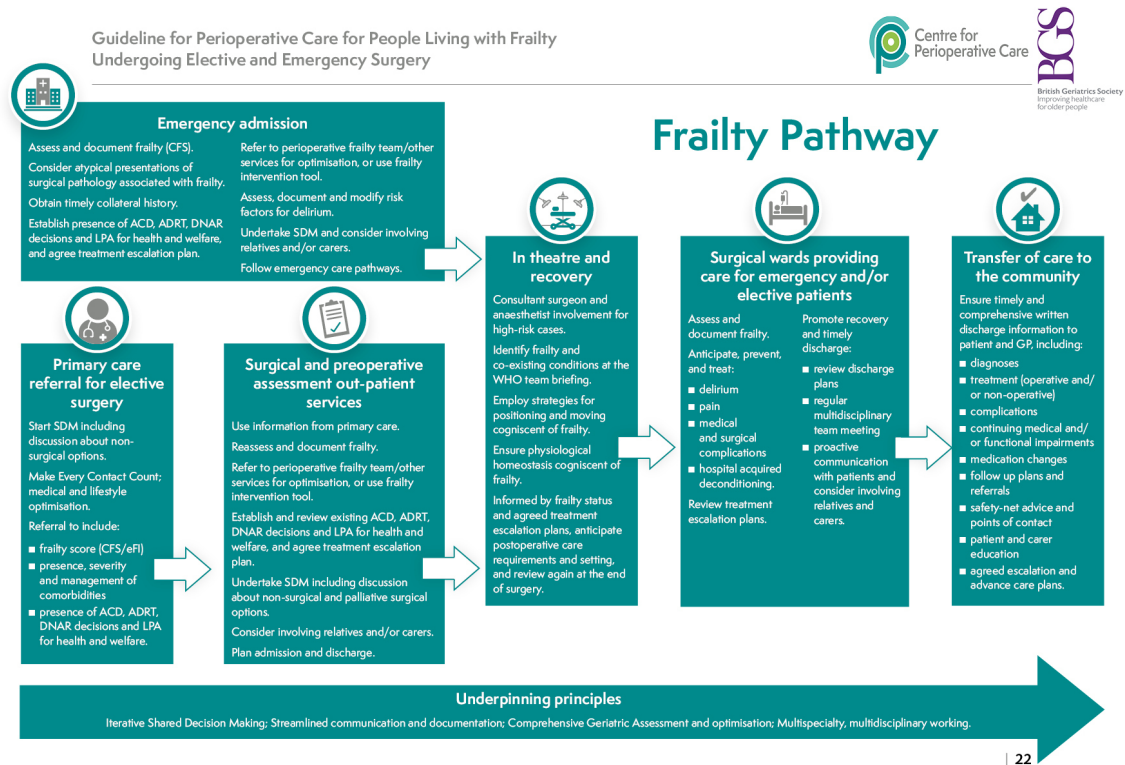 Guideline for Perioperative Care for People Living with Frailty
Undergoing Elective and Emergency Surgery
Centre for
Perioperative Care
BGS
British Geriatrics Society
Improving healthcare
for older people
Frailty Pathway
Emergency admission
Assess and document frailty (CFS).
Consider atypical presentations of
surgical pathology associated with frailty.
Obtain timely collateral history.
Establish presence of ACD, ADRT, DNAR
decisions and LPA for health and welfare,
and agree treatment escalation plan.
Refer to perioperative frailty team/other
services for optimisation, or use frailty
intervention tool.
Assess, document and modify risk
factors for delirium.
Undertake SDM and consider involving
relatives and/or carers.
Follow emergency care pathways.
Primary care
referral for elective
surgery
Start SDM including
discussion about non-
surgical options.
Make Every Contact Count;
medical and lifestyle
optimisation.
Referral to include:
■ frailty score (CFS/eFI)
■ presence, severity
and management of
comorbidities
■ presence of ACD, ADRT,
DNAR decisions and LPA
for health and welfare.
Surgical and preoperative
assessment out-patient
services
Use information from primary care.
Reassess and document frailty.
Refer to perioperative frailty team/other
services for optimisation, or use frailty
intervention tool.
Establish and review existing ACD, ADRT,
DNAR decisions and LPA for health and
welfare, and agree treatment escalation
plan.
Undertake SDM including discussion
about non-surgical and palliative surgical
options.
Consider involving relatives and/or carers.
Plan admission and discharge.
In theatre and
recovery
Consultant surgeon and
anaesthetist involvement for
high-risk cases.
Identify frailty and
co-existing conditions at the
WHO team briefing.
Employ strategies for
positioning and moving
cogniscent of frailty.
Ensure physiological
homeostasis cogniscent of
frailty.
Informed by frailty status
and agreed treatment
escalation plans, anticipate
postoperative care
requirements and setting,
and review again at the end
of surgery.
Surgical wards providing
care for emergency and/or
elective patients
Assess and
document frailty.
Anticipate, prevent,
and treat:
■ delirium
■ pain
■ medical
and surgical
complications
■ hospital acquired
deconditioning.
Review treatment
escalation plans.
Promote recovery
and timely
discharge:
■ review discharge
plans
■ regular
multidisciplinary
team meeting
■ proactive
communication
with patients and
consider involving
relatives and
carers.
Transfer of care to
the community
Ensure timely and
comprehensive written
discharge information to
patient and GP, including:
■ diagnoses
■ treatment (operative and/
or non-operative)
■ complications
■ continuing medical and/
or functional impairments
■ medication changes
■ follow up plans and
referrals
■ safety-net advice and
points of contact
■ patient and carer
education
■ agreed escalation and
advance care plans.
Underpinning principles
Iterative Shared Decision Making; Streamlined communication and documentation; Comprehensive Geriatric Assessment and optimisation; Multispecialty, multidisciplinary working.
| 22